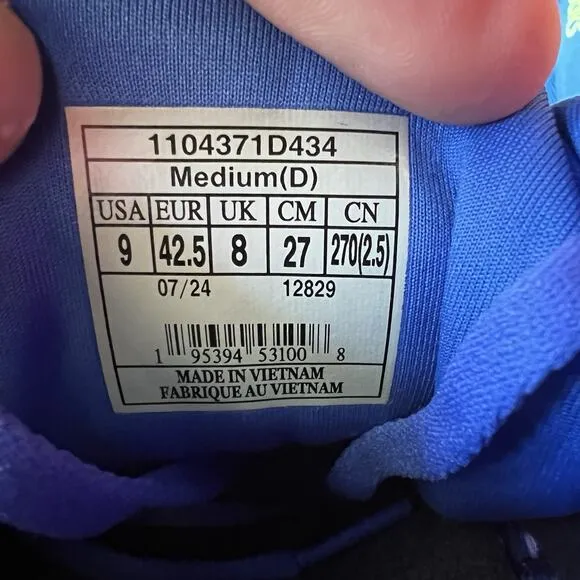 1104371D434
Medium(D)
USA EUR UK CM CN
9 42.5 8 27 270(2.5)
07/24 12829
1 95394 53100 8
MADE IN VIETNAM
FABRIQUE AU VIETNAM